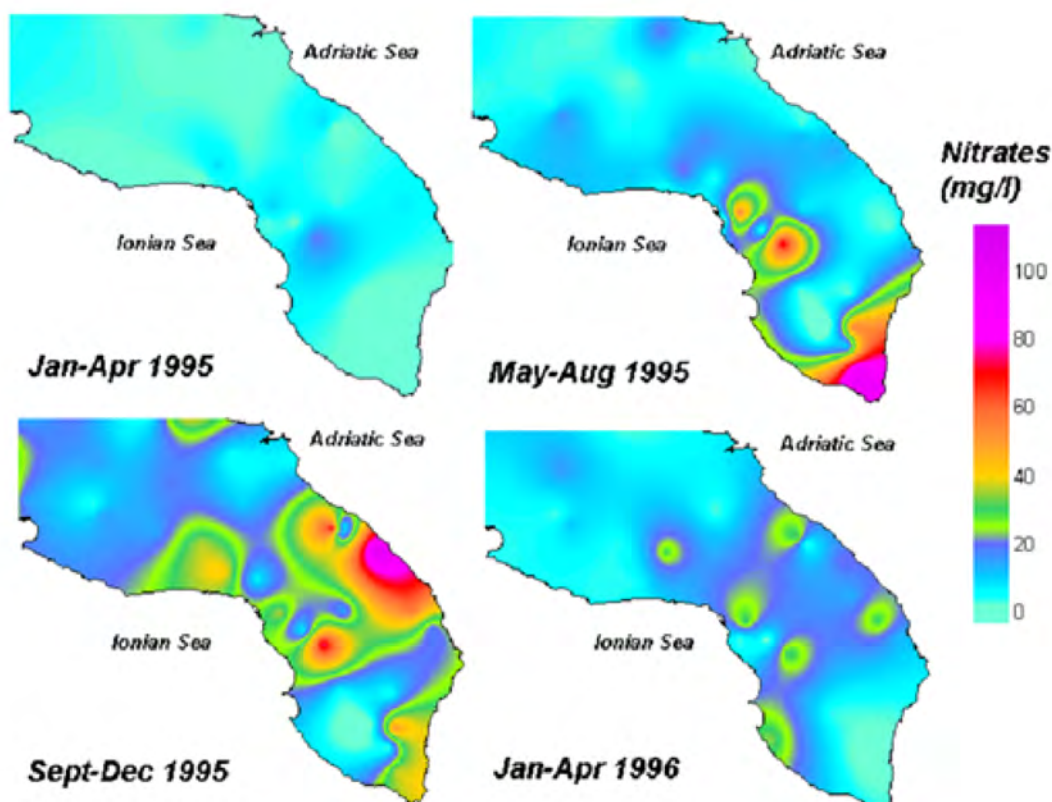 Adriatic Sea
Ionian Sea
Jan-Apr 1995
Adriatic Sea
Ionian Sea
May-Aug 1995
Nitrates
(mg/l)
100
80
60
40
20
0
Adriatic Sea
Ionian Sea
Sept-Dec 1995
Adriatic Sea
Ionian Sea
Jan-Apr 1996